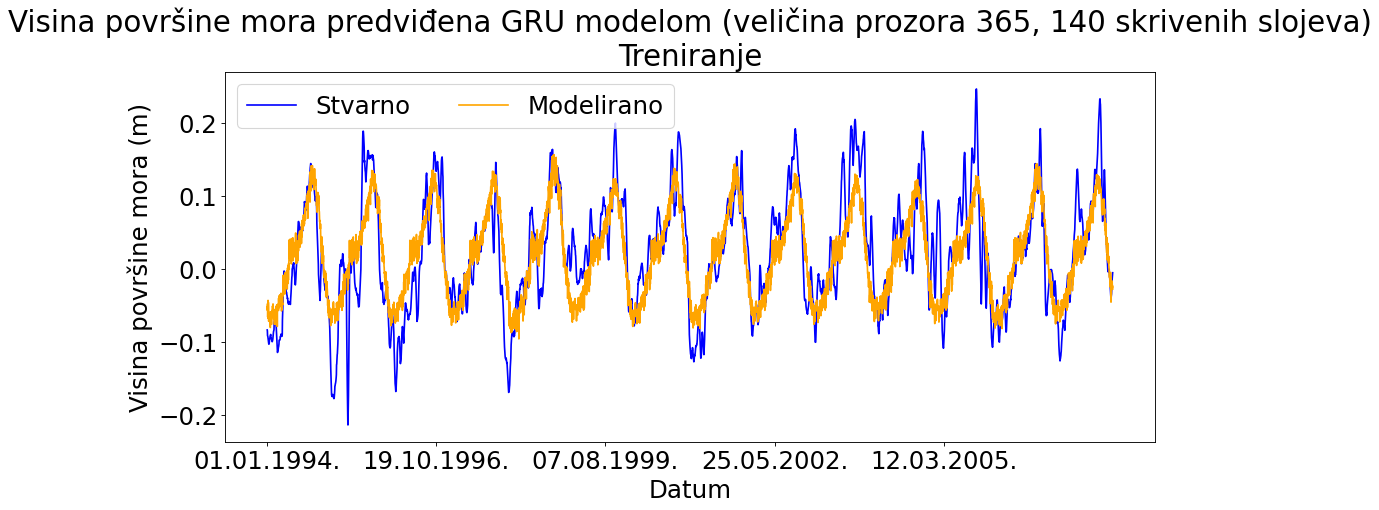 Visina površine mora predviđena GRU modelom (veličina prozora 365, 140 skrivenih slojeva)
Treniranje
Stvarno
Modelirano
Visina površine mora (m)
0.2
0.1
0.0
−0.1
−0.2
01.01.1994.
19.10.1996.
07.08.1999.
25.05.2002.
12.03.2005.
Datum